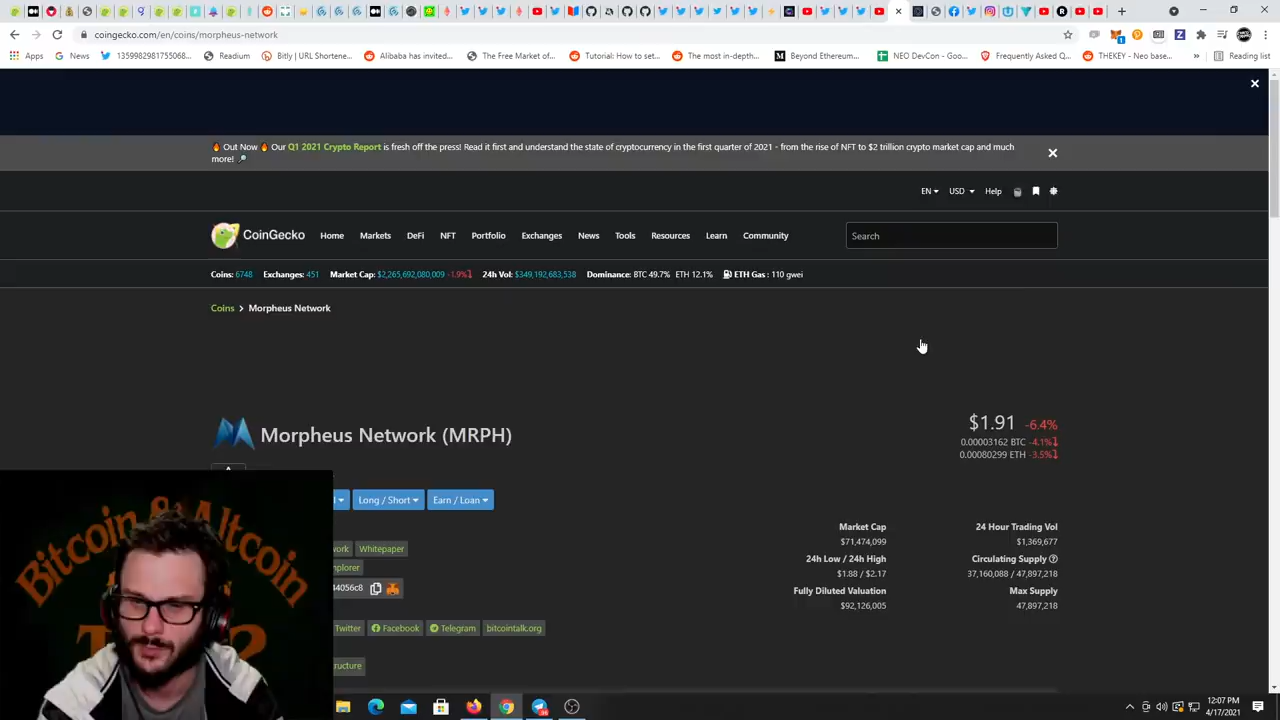 coingecko.com/en/coins/morpheus-network
Apps News 1359982981755068... Readium Bitly | URL Shortene... Alibaba has invited... The Free Market of... Tutorial: How to set... The most in-depth... Beyond Ethereum... NEO DevCon - Goo... Frequently Asked Q... THEKEY - Neo base... » Reading list
Out Now Our Q1 2021 Crypto Report is fresh off the press! Read it first and understand the state of cryptocurrency in the first quarter of 2021 - from the rise of NFT to $2 trillion crypto market cap and much
more!
EN USD Help
CoinGecko Home Markets DeFi NFT Portfolio Exchanges News Tools Resources Learn Community Search
Coins: 6748 Exchanges: 451 Market Cap: $2,265,692,080,009 -1.9% 24h Vol: $349,192,683,538 Dominance: BTC 49.7% ETH 12.1% ETH Gas : 110 gwei
Coins > Morpheus Network
Morpheus Network (MRPH)
$1.91 -6.4%
0.00003162 BTC -4.1%
0.00080299 ETH -3.5%
Long / Short Earn / Loan
Market Cap 24 Hour Trading Vol
$71,474,099 $1,369,677
work Whitepaper
24h Low / 24h High Circulating Supply
xplorer
$1.88 / $2.17 37,160,088 / 47,897,218
44056c8
Fully Diluted Valuation Max Supply
$92,126,005 47,897,218
Twitter Facebook Telegram bitcointalk.org
structure
Bitcoin & Altcoin
12:07 PM
4/17/2021